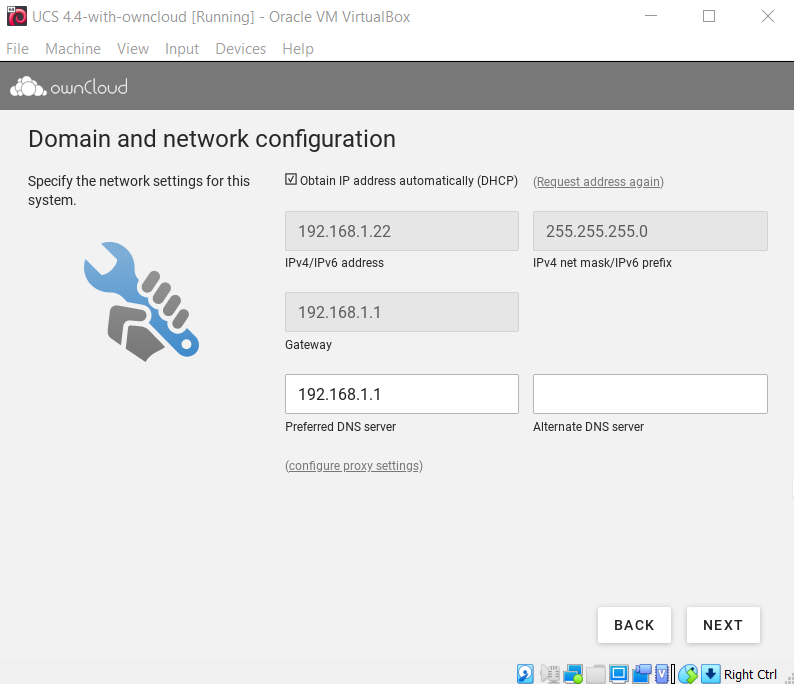 UCS 4.4-with-owncloud [Running] - Oracle VM VirtualBox
File Machine View Input Devices Help
ownCloud
Domain and network configuration
Specify the network settings for this
system.
Obtain IP address automatically (DHCP) (Request address again)
192.168.1.22 255.255.255.0
IPv4/IPv6 address IPv4 net mask/IPv6 prefix
192.168.1.1
Gateway
192.168.1.1
Preferred DNS server Alternate DNS server
(configure proxy settings)
BACK NEXT
Right Ctrl